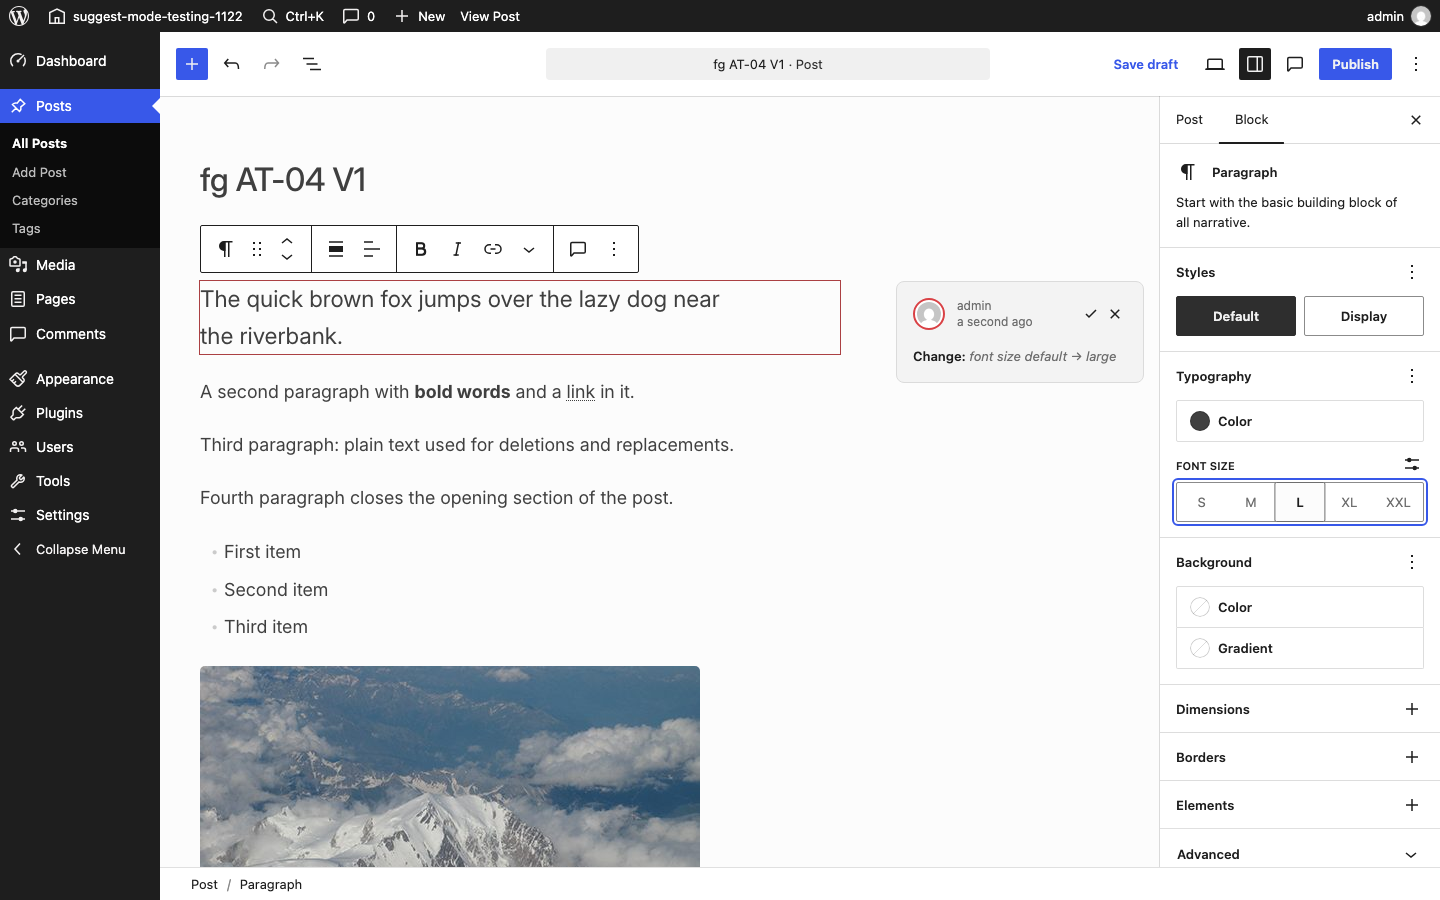 suggest-mode-testing-1122
Ctrl+K
0
New
View Post
admin
Dashboard
Posts
All Posts
Add Post
Categories
Tags
Media
Pages
Comments
Appearance
Plugins
Users
Tools
Settings
Collapse Menu
fg AT-04 V1 · Post
Save draft
Publish
fg AT-04 V1
B
I
The quick brown fox jumps over the lazy dog near
the riverbank.
A second paragraph with bold words and a link in it.
Third paragraph: plain text used for deletions and replacements.
Fourth paragraph closes the opening section of the post.
• First item
• Second item
• Third item
admin
a second ago
Change: font size default → large
Post
Block
Paragraph
Start with the basic building block of
all narrative.
Styles
Default
Display
Typography
Color
FONT SIZE
S
M
L
XL
XXL
Background
Color
Gradient
Dimensions
Borders
Elements
Advanced
Post / Paragraph